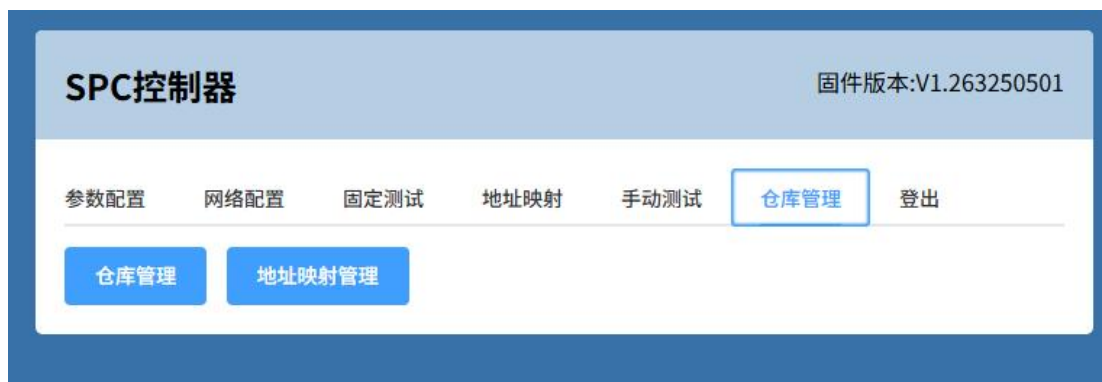 SPC控制器
固件版本:V1.263250501
参数配置 网络配置 固定测试 地址映射 手动测试 仓库管理 登出
仓库管理 地址映射管理